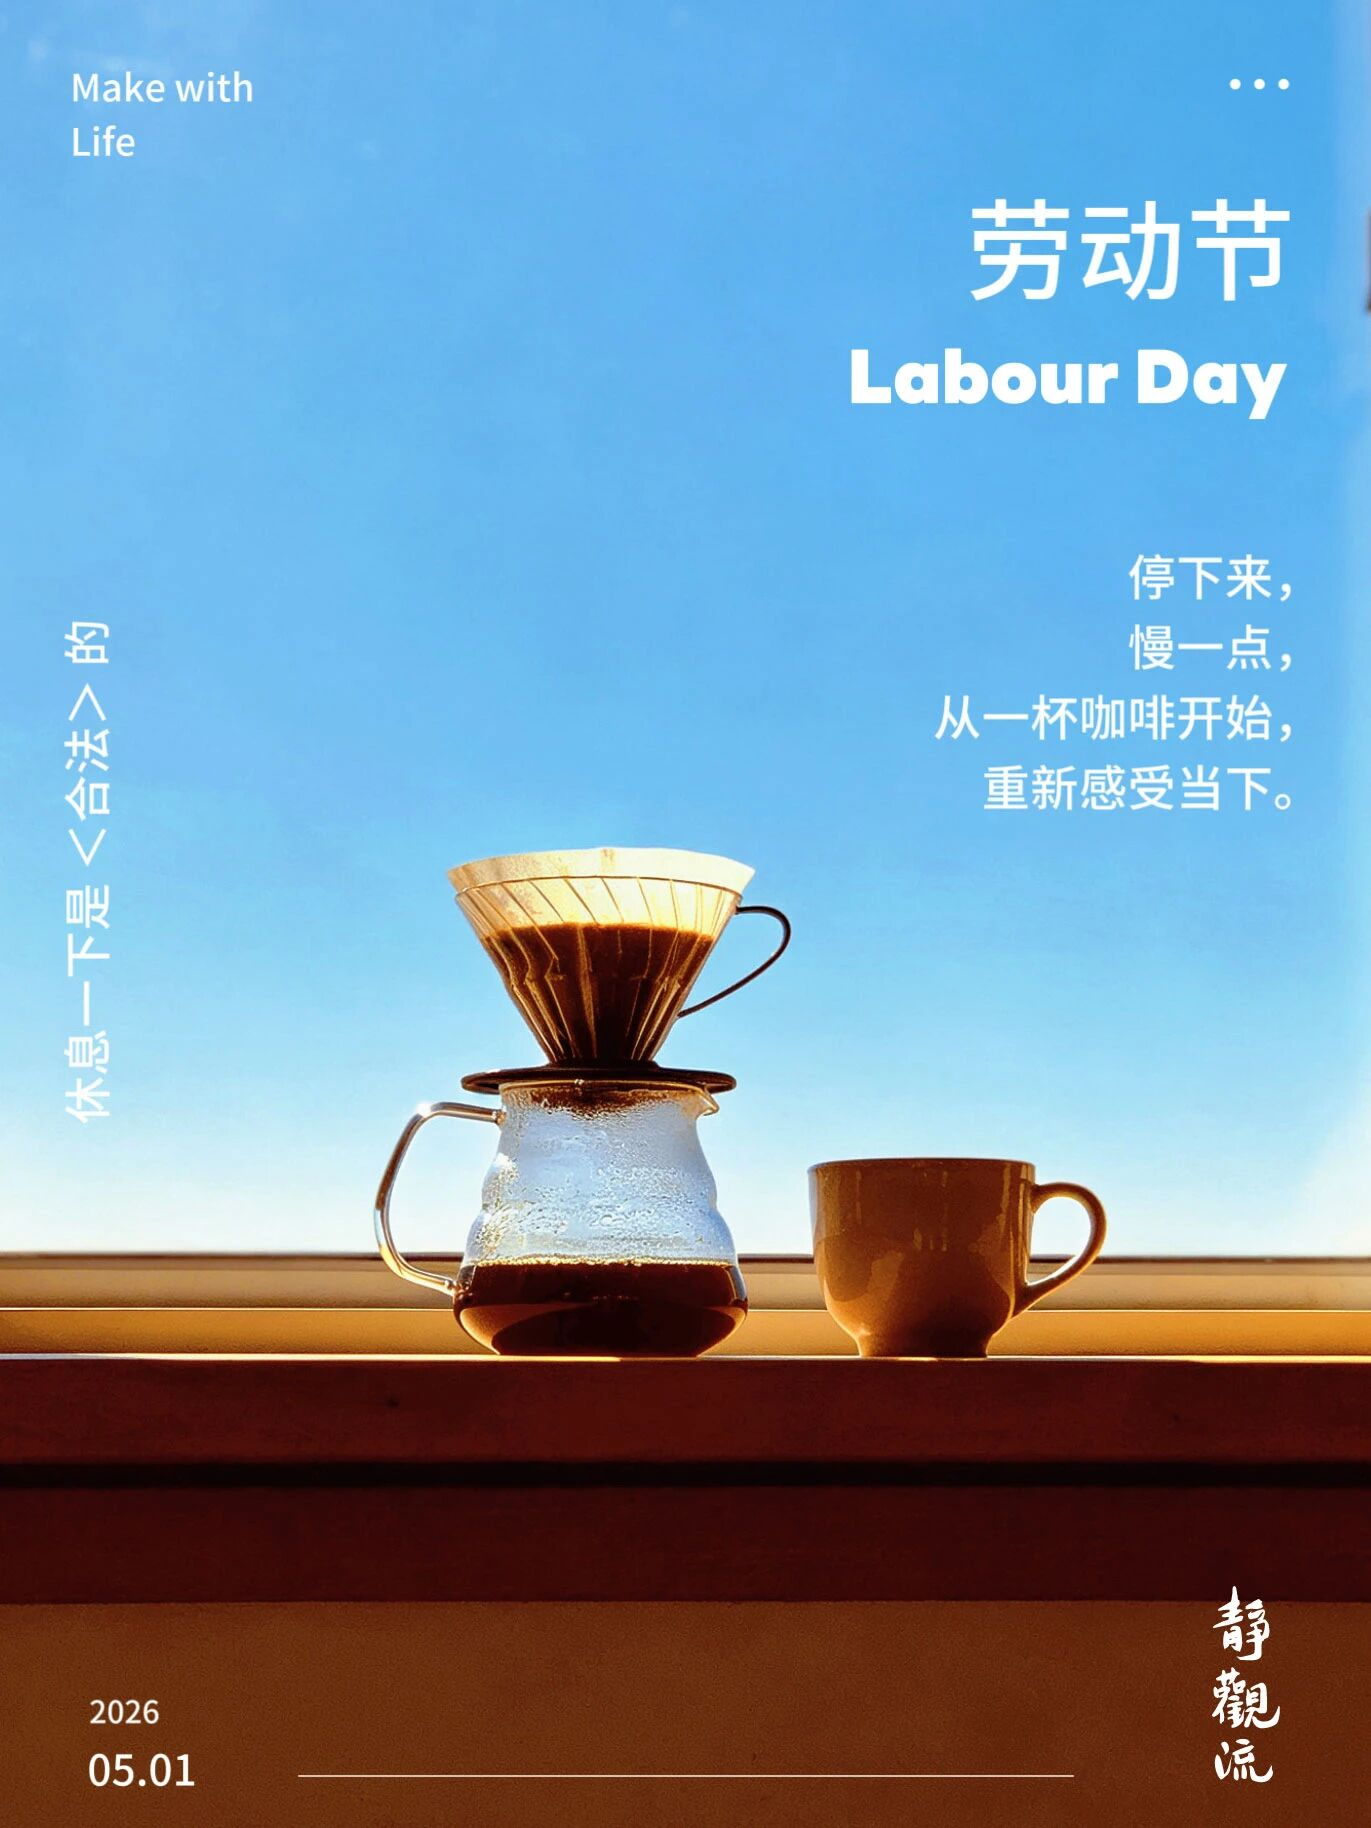 Make with
Life
劳动节
Labour Day
停下来，
慢一点，
从一杯咖啡开始，
重新感受当下。
休息一下是＜合法＞的
2026
05.01
靜觀流